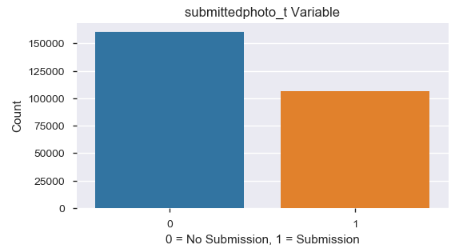 submittedphoto_t Variable
150000
125000
100000
75000
50000
25000
0
Count
0 1
0 = No Submission, 1 = Submission